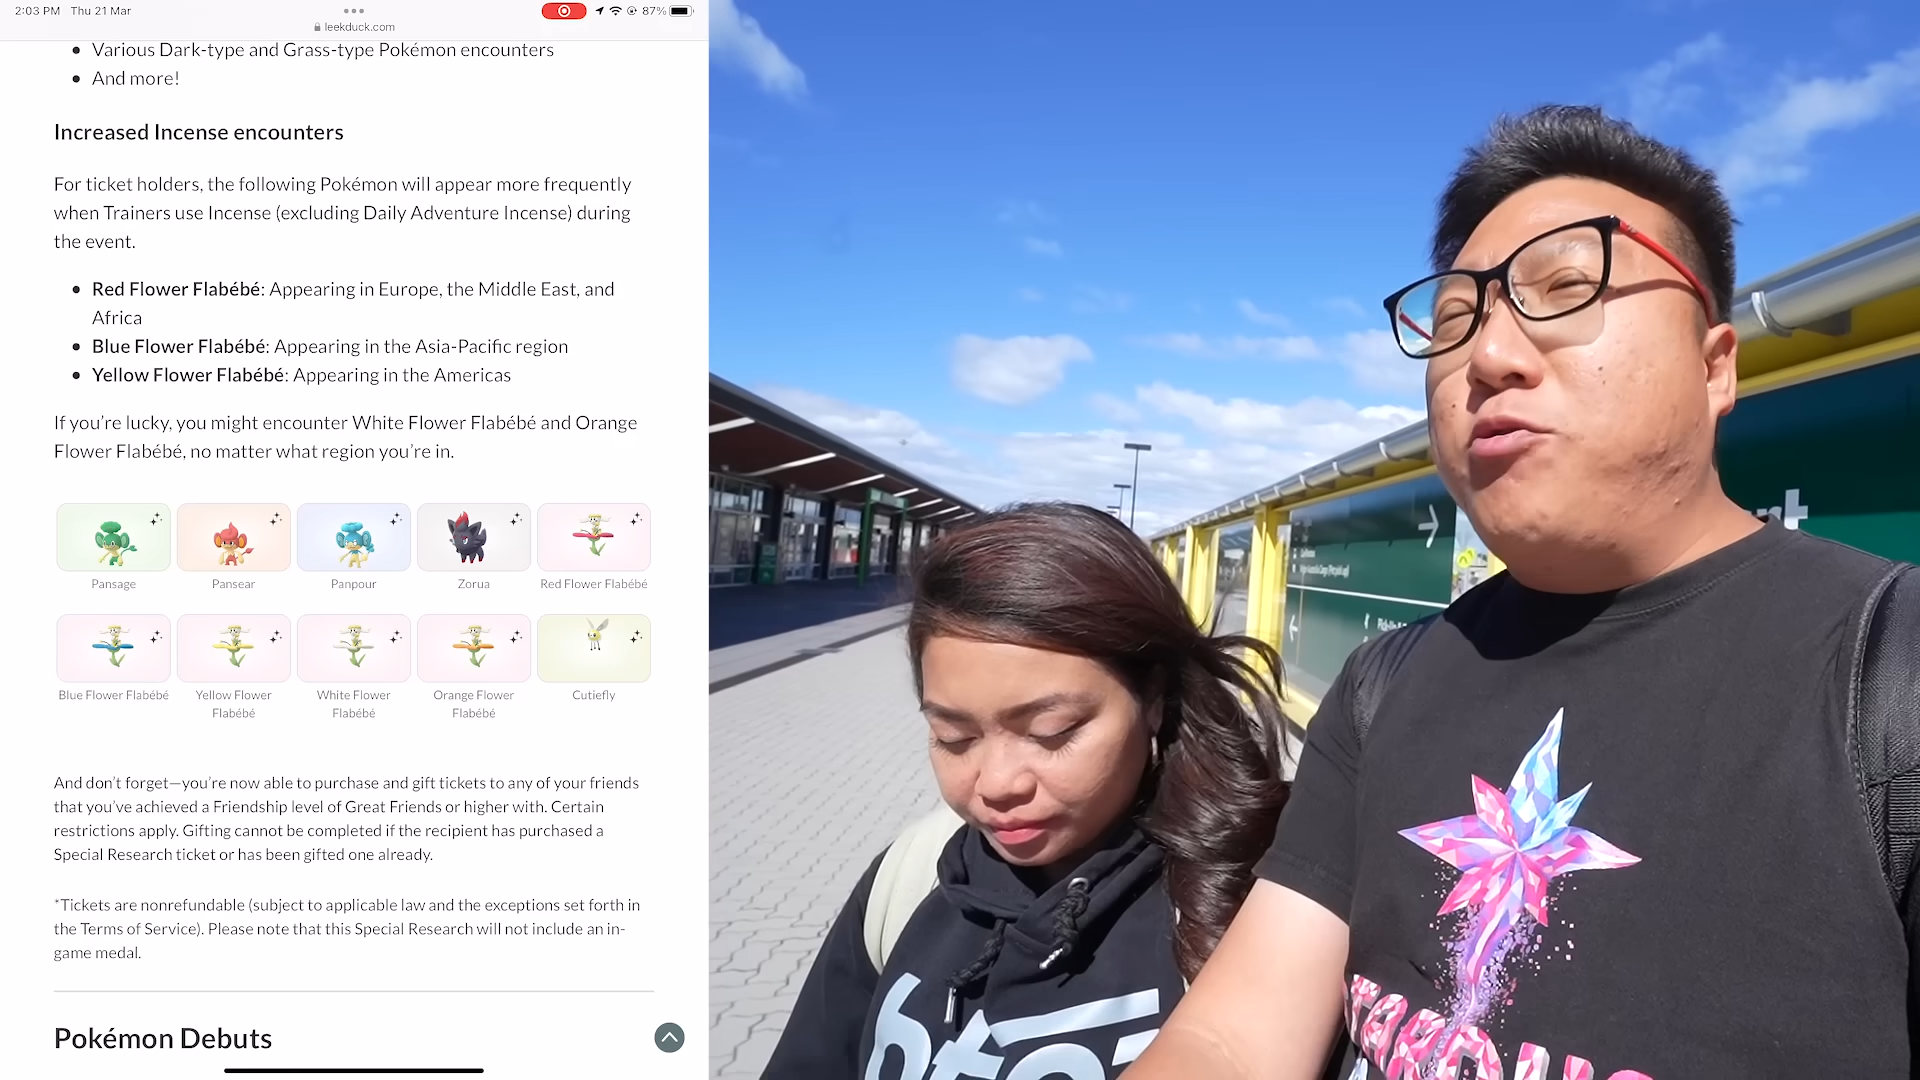 2:03 PM Thu 21 Mar
87%
leekduck.com
• Various Dark-type and Grass-type Pokémon encounters
• And more!
Increased Incense encounters
For ticket holders, the following Pokémon will appear more frequently
when Trainers use Incense (excluding Daily Adventure Incense) during
the event.
• Red Flower Flabébé: Appearing in Europe, the Middle East, and
Africa
• Blue Flower Flabébé: Appearing in the Asia-Pacific region
• Yellow Flower Flabébé: Appearing in the Americas
If you’re lucky, you might encounter White Flower Flabébé and Orange
Flower Flabébé, no matter what region you’re in.
Pansage
Pansear
Panpour
Zorua
Red Flower Flabébé
Blue Flower Flabébé
Yellow Flower
Flabébé
White Flower
Flabébé
Orange Flower
Flabébé
Cutiefly
And don’t forget—you’re now able to purchase and gift tickets to any of your friends
that you’ve achieved a Friendship level of Great Friends or higher with. Certain
restrictions apply. Gifting cannot be completed if the recipient has purchased a
Special Research ticket or has been gifted one already.
*Tickets are nonrefundable (subject to applicable law and the exceptions set forth in
the Terms of Service). Please note that this Special Research will not include an in-
game medal.
Pokémon Debuts